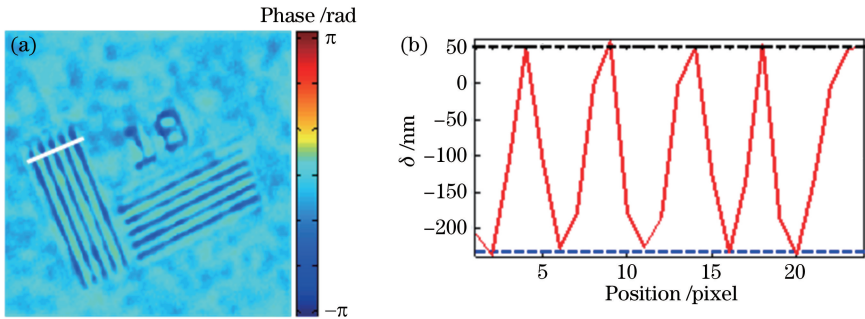 Phase /rad
(a)
π
18
−π
(b)
50
0
−50
−100
−150
−200
δ /nm
5
10
15
20
Position /pixel